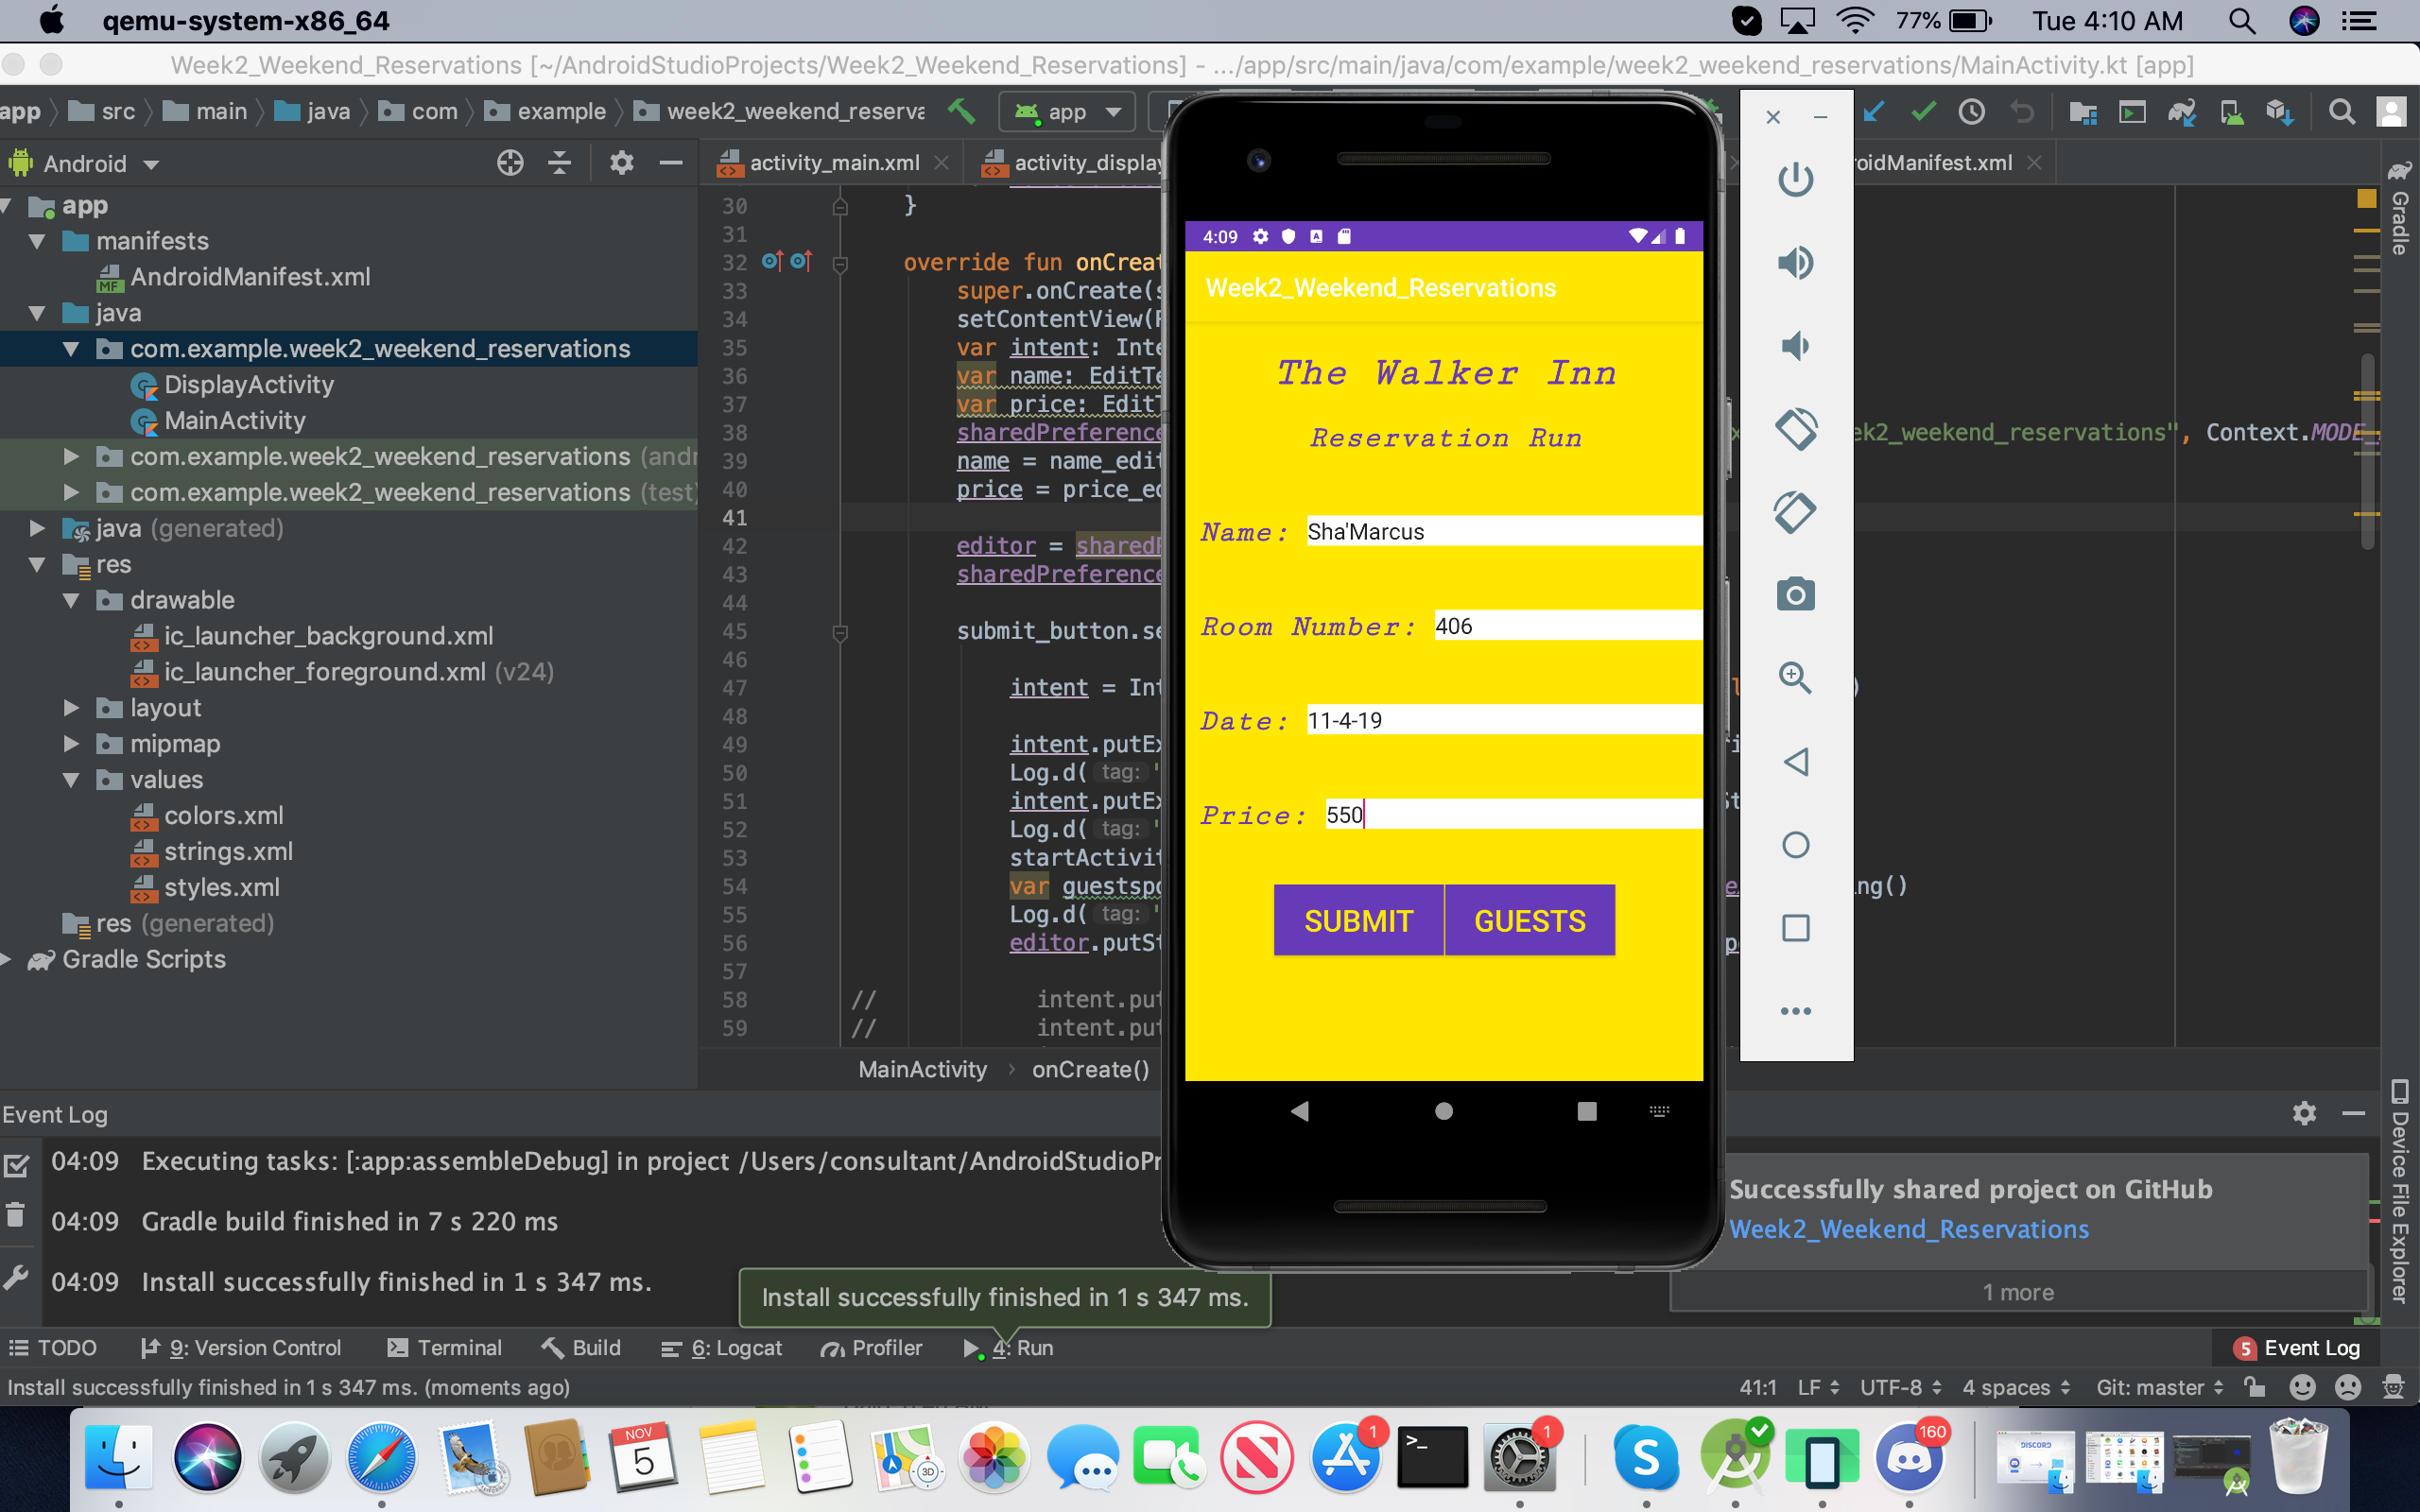 qemu-system-x86_64
77%
Tue 4:10 AM
Week2_Weekend_Reservations [~/AndroidStudioProjects/Week2_Weekend_Reservations] - .../app/src/main/java/com/example/week2_weekend_reservations/MainActivity.kt [app]
app src main java com example week2_weekend_reserva
app
Android
activity_main.xml
activity_display
oidManifest.xml
Gradle
app
manifests
AndroidManifest.xml
java
com.example.week2_weekend_reservations
DisplayActivity
MainActivity
com.example.week2_weekend_reservations (andr
com.example.week2_weekend_reservations (test)
java (generated)
res
drawable
ic_launcher_background.xml
ic_launcher_foreground.xml (v24)
layout
mipmap
values
colors.xml
strings.xml
styles.xml
res (generated)
Gradle Scripts
30 }
31
32 override fun onCreat
33 super.onCreate(s
34 setContentView(R
35 var intent: Inte
36 var name: EditTe
37 var price: EditT
38 sharedPreference
ek2_weekend_reservations", Context.MODE_
39 name = name_edit
40 price = price_ed
41
42 editor = sharedP
43 sharedPreference
44
45 submit_button.se
46
47 intent = Int
)
48
49 intent.putEx
50 Log.d( tag: "
51 intent.putEx
52 Log.d( tag: "
53 startActivit
54 var guestspo
ng()
55 Log.d( tag: "
56 editor.putSt
57
58 // intent.put
59 // intent.put
MainActivity › onCreate()
4:09
Week2_Weekend_Reservations
The Walker Inn
Reservation Run
Name: Sha'Marcus
Room Number: 406
Date: 11-4-19
Price: 550
SUBMIT GUESTS
Event Log
04:09 Executing tasks: [:app:assembleDebug] in project /Users/consultant/AndroidStudioPr
04:09 Gradle build finished in 7 s 220 ms
04:09 Install successfully finished in 1 s 347 ms.
Install successfully finished in 1 s 347 ms.
Successfully shared project on GitHub
Week2_Weekend_Reservations
1 more
Device File Explorer
TODO
9: Version Control
Terminal
Build
6: Logcat
Profiler
4: Run
5 Event Log
Install successfully finished in 1 s 347 ms. (moments ago)
41:1 LF UTF-8 4 spaces Git: master
NOV
5
3D
1
>_
1
S
160
DISCORD